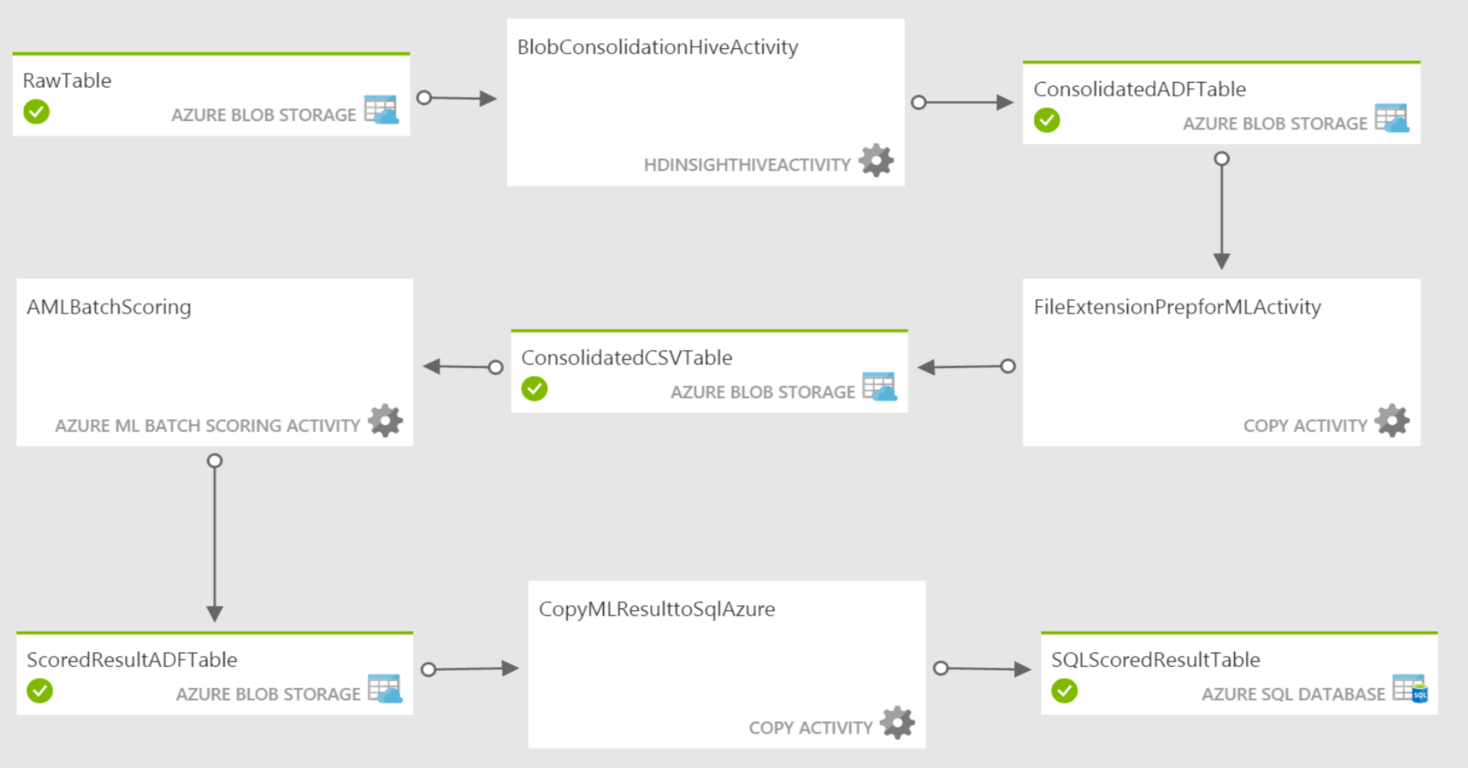 RawTable
AZURE BLOB STORAGE
BlobConsolidationHiveActivity
HDINSIGHTHIVEACTIVITY
ConsolidatedADFTable
AZURE BLOB STORAGE
AMLBatchScoring
AZURE ML BATCH SCORING ACTIVITY
ConsolidatedCSVTable
AZURE BLOB STORAGE
FileExtensionPrepforMLActivity
COPY ACTIVITY
ScoredResultADFTable
AZURE BLOB STORAGE
CopyMLResulttoSqlAzure
COPY ACTIVITY
SQLScoredResultTable
AZURE SQL DATABASE
SQL